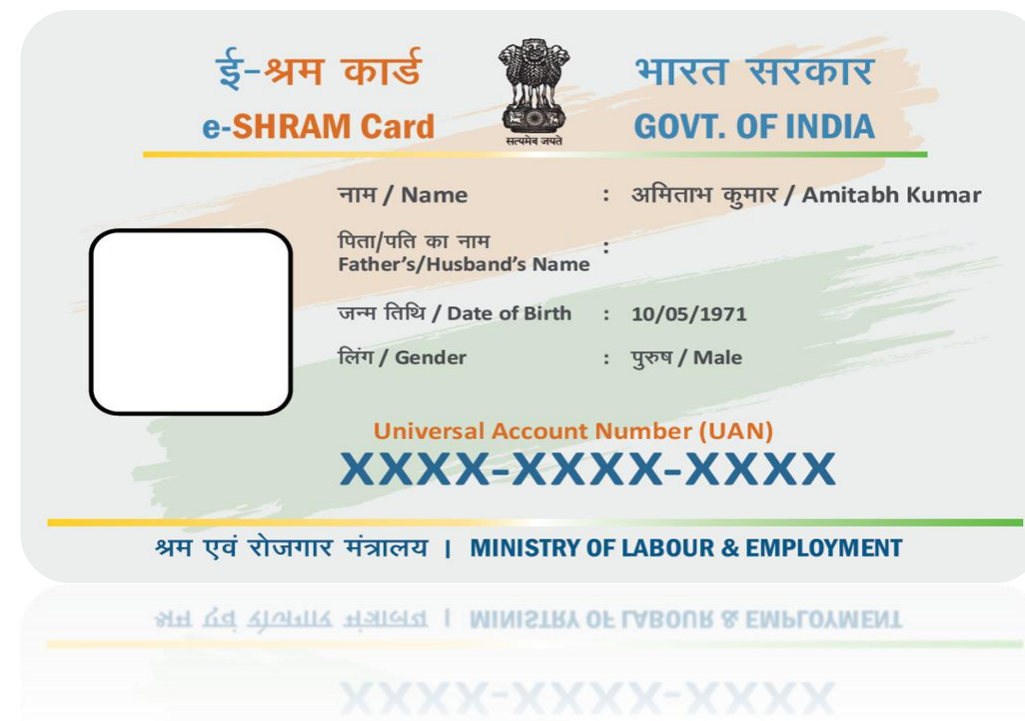 ई-श्रम कार्ड
भारत सरकार
e-SHRAM Card
GOVT. OF INDIA
सत्यमेव जयते
नाम / Name : अमिताभ कुमार / Amitabh Kumar
पिता/पति का नाम
Father's/Husband's Name :
जन्म तिथि / Date of Birth : 10/05/1971
लिंग / Gender : पुरुष / Male
Universal Account Number (UAN)
XXXX-XXXX-XXXX
श्रम एवं रोजगार मंत्रालय | MINISTRY OF LABOUR & EMPLOYMENT